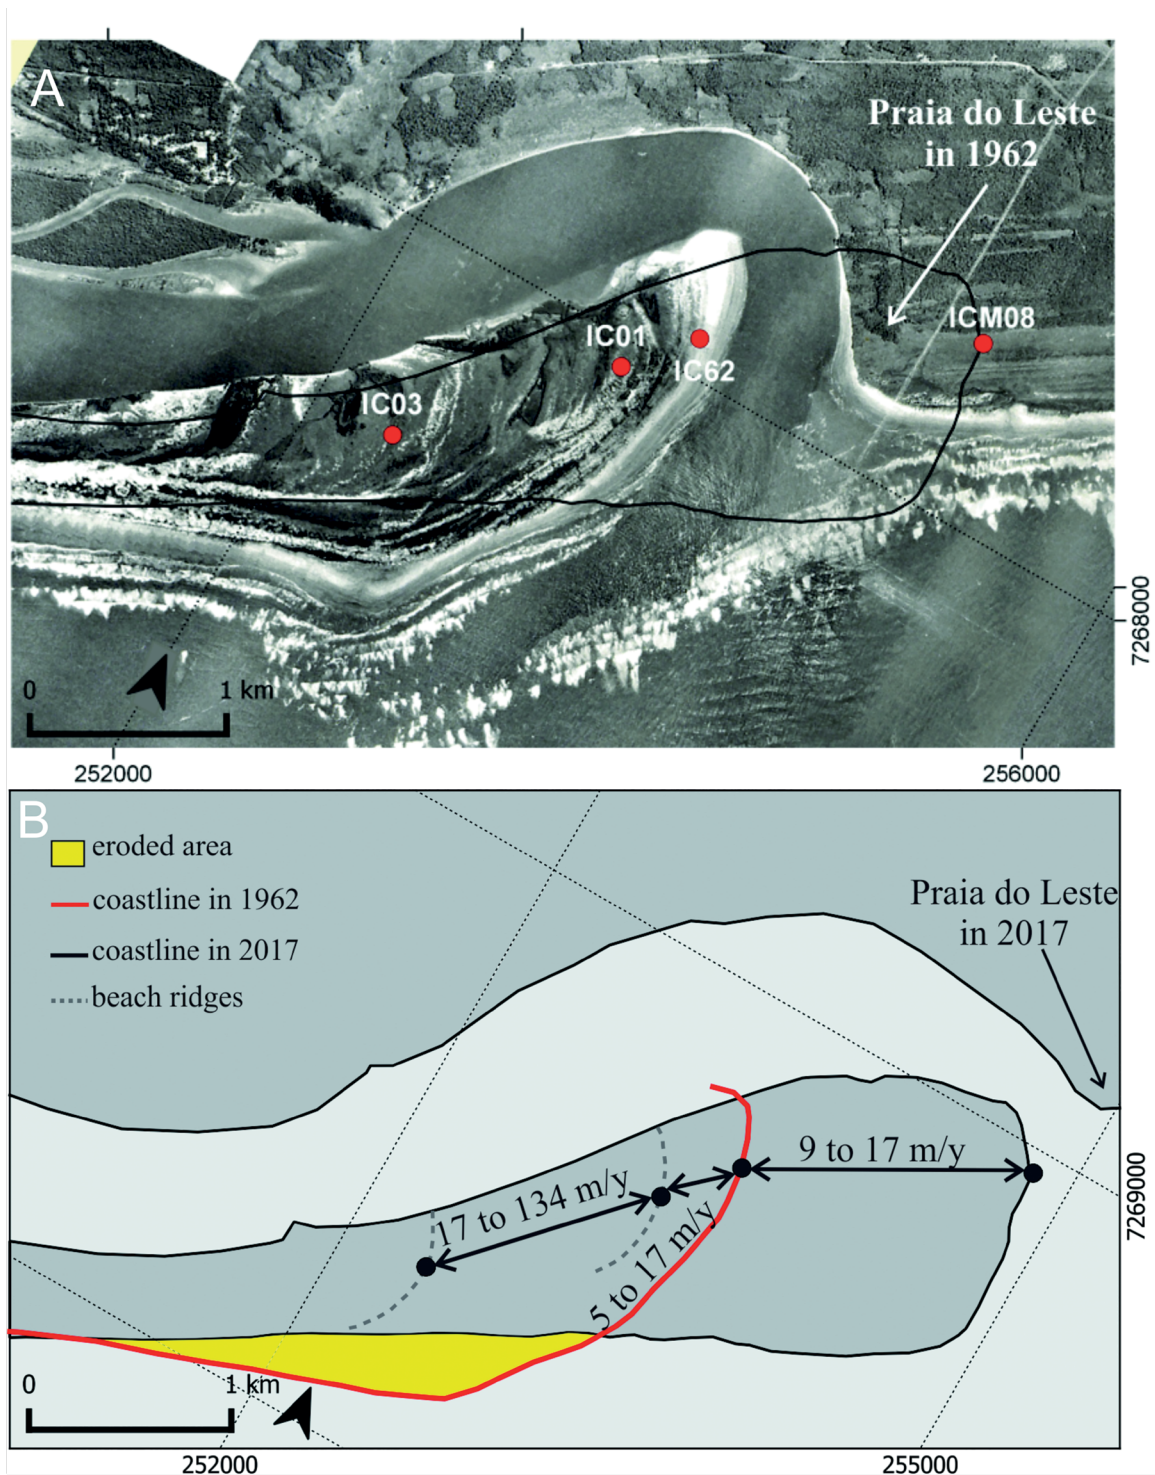 A
Praia do Leste
in 1962
ICM08
IC01
IC62
IC03
7268000
0 1 km
252000 256000
B
eroded area
coastline in 1962
coastline in 2017
beach ridges
Praia do Leste
in 2017
9 to 17 m/y
17 to 134 m/y
5 to 17 m/y
7269000
0 1 km
252000 255000